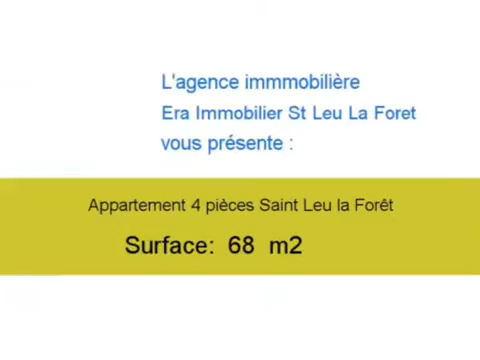 L'agence immmobilière
Era Immobilier St Leu La Foret
vous présente :
Appartement 4 pièces Saint Leu la Forêt
Surface: 68 m2